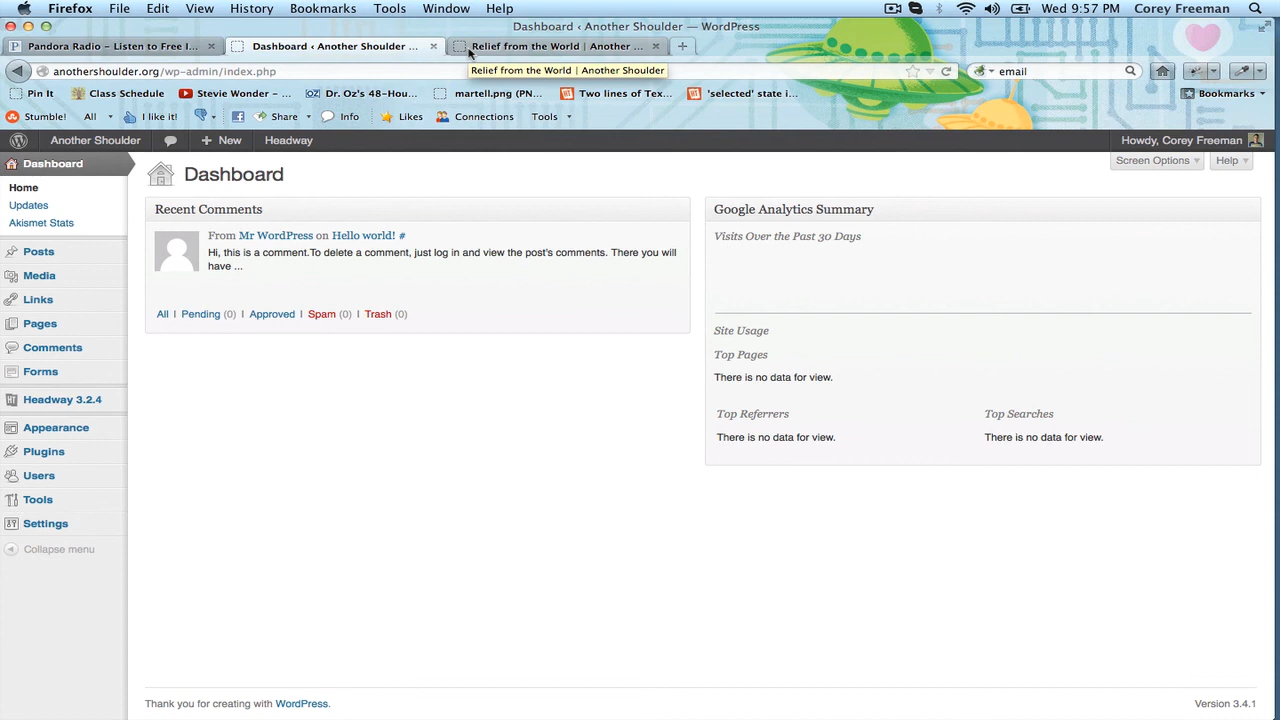 Firefox File Edit View History Bookmarks Tools Window Help Wed 9:57 PM Corey Freeman
Dashboard ‹ Another Shoulder — WordPress
Pandora Radio - Listen to Free I... Dashboard ‹ Another Shoulder ... Relief from the World | Another ...
anothershoulder.org/wp-admin/index.php Relief from the World | Another Shoulder email
Pin It Class Schedule Stevie Wonder - ... Dr. Oz's 48-Hou... martell.png (PN... Two lines of Tex... 'selected' state i... Bookmarks
Stumble! All I like it! Share Info Likes Connections Tools
Another Shoulder + New Headway Howdy, Corey Freeman
Dashboard Screen Options Help
Dashboard
Home
Updates
Akismet Stats
Posts
Media
Links
Pages
Comments
Forms
Headway 3.2.4
Appearance
Plugins
Users
Tools
Settings
Collapse menu
Recent Comments
From Mr WordPress on Hello world! #
Hi, this is a comment.To delete a comment, just log in and view the post's comments. There you will
have ...
All | Pending (0) | Approved | Spam (0) | Trash (0)
Google Analytics Summary
Visits Over the Past 30 Days
Site Usage
Top Pages
There is no data for view.
Top Referrers Top Searches
There is no data for view. There is no data for view.
Thank you for creating with WordPress. Version 3.4.1